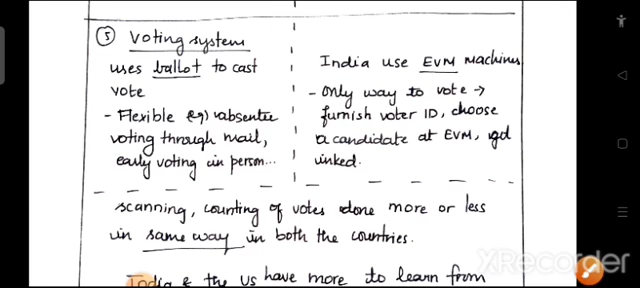 ⑤ Voting system
uses ballot to cast
vote
- Flexible eg) absentee
voting through mail,
early voting in person...
India use EVM Machines
- Only way to vote →
furnish voter ID, choose
a candidate at EVM, get
inked.
scanning, counting of votes done more or less
in same way in both the countries.
India & the US have more to learn from
XRecorder